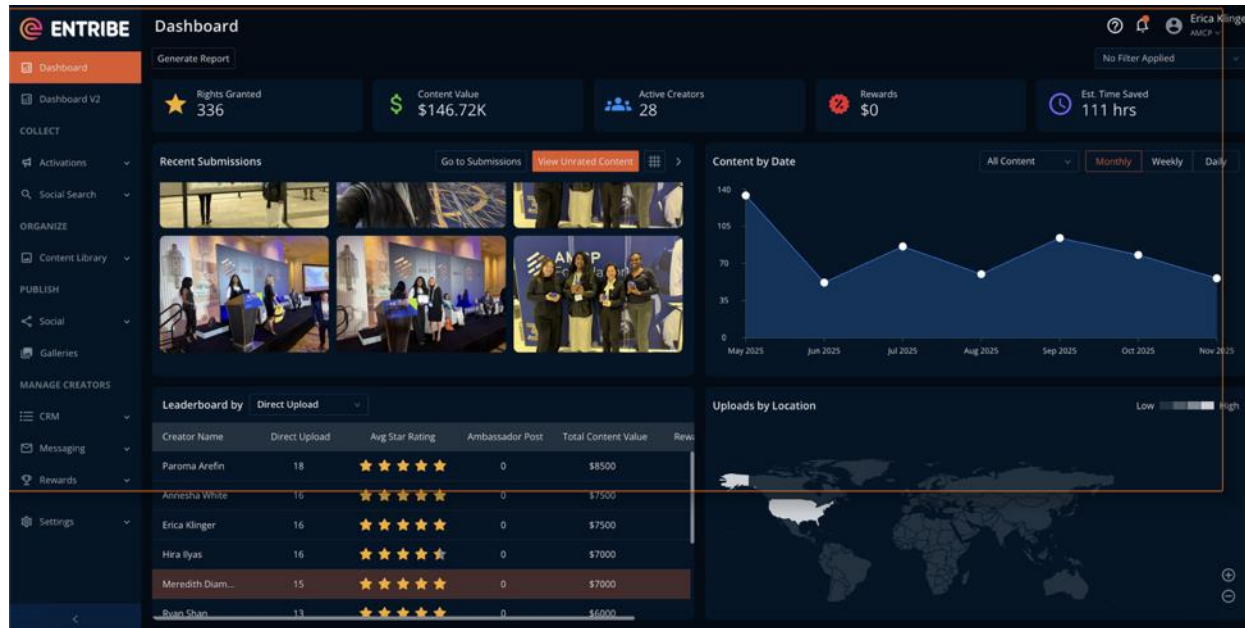 ENTRIBE
Dashboard
Erica Klinge
AMCP
Generate Report
No Filter Applied
Dashboard
Dashboard V2
COLLECT
Activations
Social Search
ORGANIZE
Content Library
PUBLISH
Social
Galleries
MANAGE CREATORS
CRM
Messaging
Rewards
Settings
Rights Granted
336
Content Value
$146.72K
Active Creators
28
Rewards
$0
Est. Time Saved
111 hrs
Recent Submissions
Go to Submissions
View Unrated Content
AMCP
Content by Date
All Content
Monthly Weekly Daily
140
105
70
35
0
May 2025 Jun 2025 Jul 2025 Aug 2025 Sep 2025 Oct 2025 Nov 2025
Leaderboard by Direct Upload
Creator Name Direct Upload Avg Star Rating Ambassador Post Total Content Value Rewa
Paroma Arefin 18 0 $8500
Annesha White 16 0 $7500
Erica Klinger 16 0 $7500
Hira Ilyas 16 0 $7000
Meredith Diam... 15 0 $7000
Ryan Shan 13 0 $6000
Uploads by Location
Low High